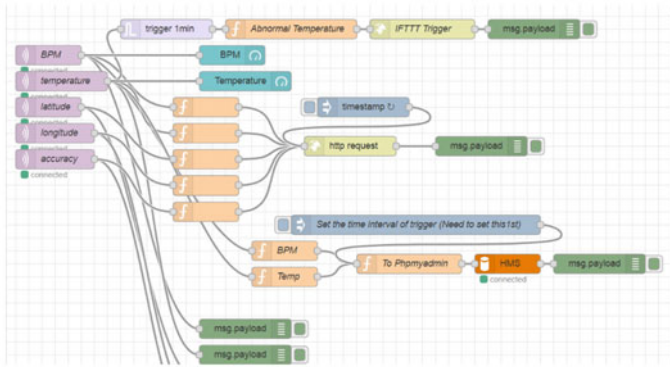 trigger 1min
Abnormal Temperature
IFTTT Trigger
msg.payload
BPM
connected
BPM
temperature
Temperature
latitude
timestamp ↻
longitude
http request
msg.payload
accuracy
connected
Set the time interval of trigger (Need to set this1st)
BPM
To Phpmyadmin
HMS
msg.payload
Temp
connected
msg.payload
msg.payload